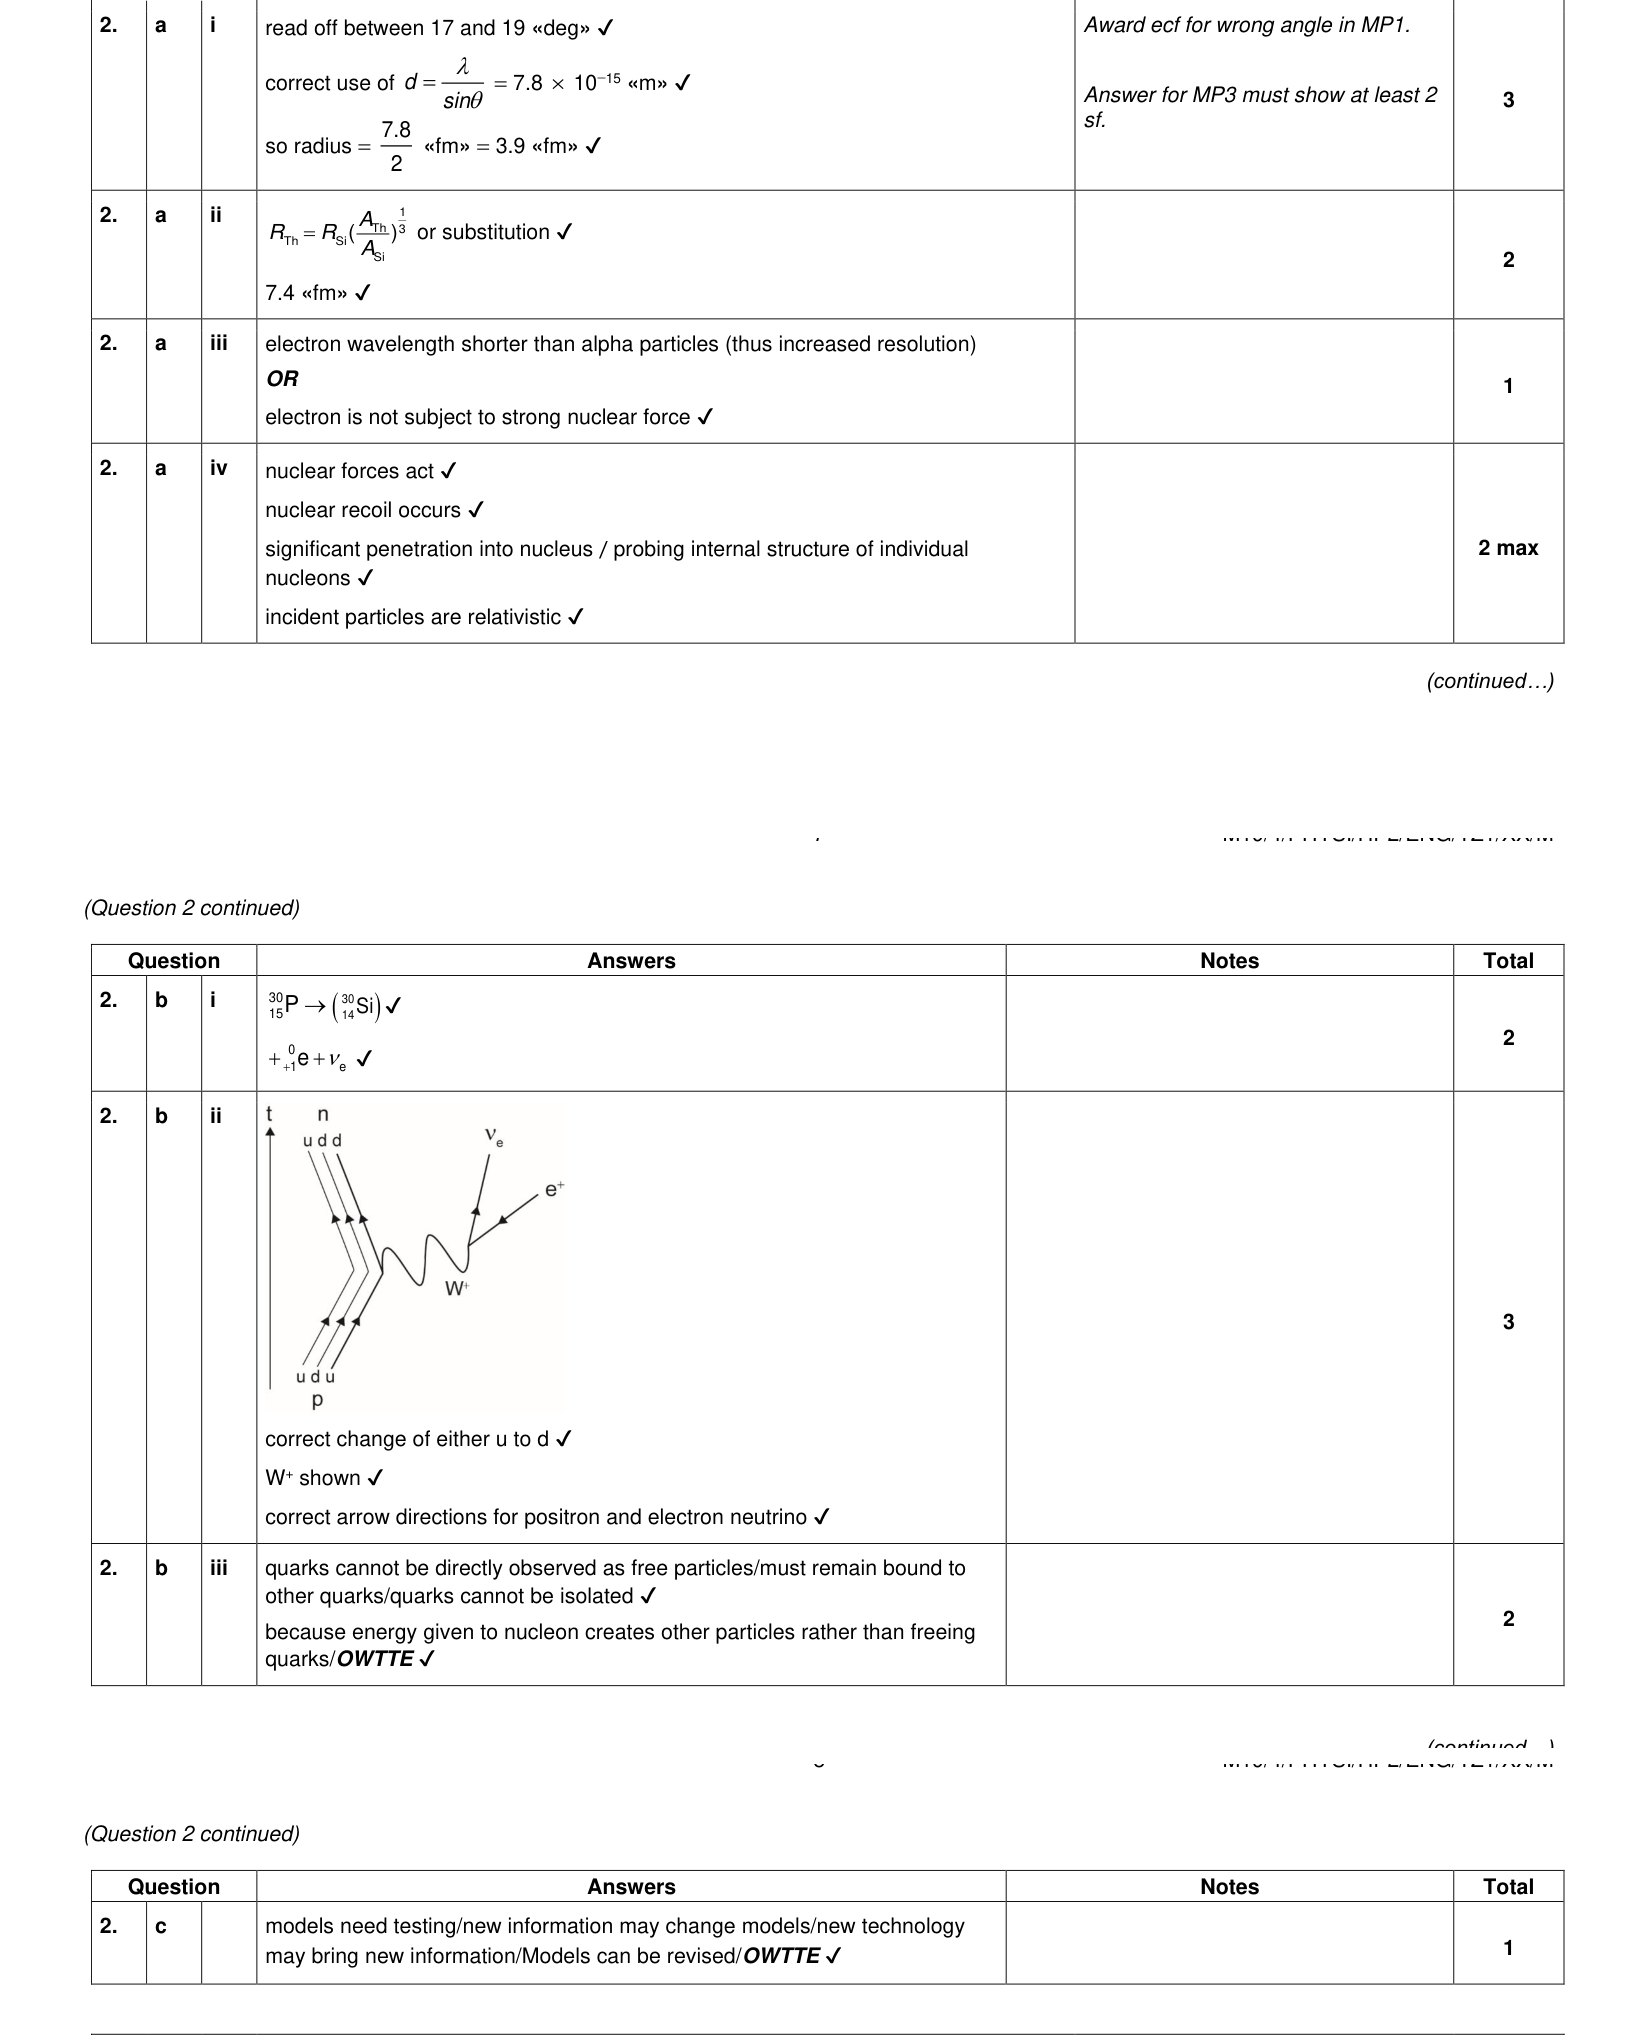 2. a i read off between 17 and 19 «deg» ✓ Award ecf for wrong angle in MP1.
correct use of d = λ/sinθ = 7.8 × 10⁻¹⁵ «m» ✓ Answer for MP3 must show at least 2
sf.
3
so radius = 7.8/2 «fm» = 3.9 «fm» ✓
2. a ii R_Th = R_Si(A_Th/A_Si)^(1/3) or substitution ✓
2
7.4 «fm» ✓
2. a iii electron wavelength shorter than alpha particles (thus increased resolution)
OR
1
electron is not subject to strong nuclear force ✓
2. a iv nuclear forces act ✓
nuclear recoil occurs ✓
significant penetration into nucleus / probing internal structure of individual
nucleons ✓
2 max
incident particles are relativistic ✓
(continued…)
(Question 2 continued)
Question Answers Notes Total
2. b i ³⁰₁₅P → (³⁰₁₄Si) ✓
2
+ ⁰₊₁e + νₑ ✓
2. b ii t n
u d d
νₑ
e⁺
W⁺
u d u
p
3
correct change of either u to d ✓
W⁺ shown ✓
correct arrow directions for positron and electron neutrino ✓
2. b iii quarks cannot be directly observed as free particles/must remain bound to
other quarks/quarks cannot be isolated ✓
2
because energy given to nucleon creates other particles rather than freeing
quarks/OWTTE ✓
(continued…)
(Question 2 continued)
Question Answers Notes Total
2. c models need testing/new information may change models/new technology
may bring new information/Models can be revised/OWTTE ✓
1